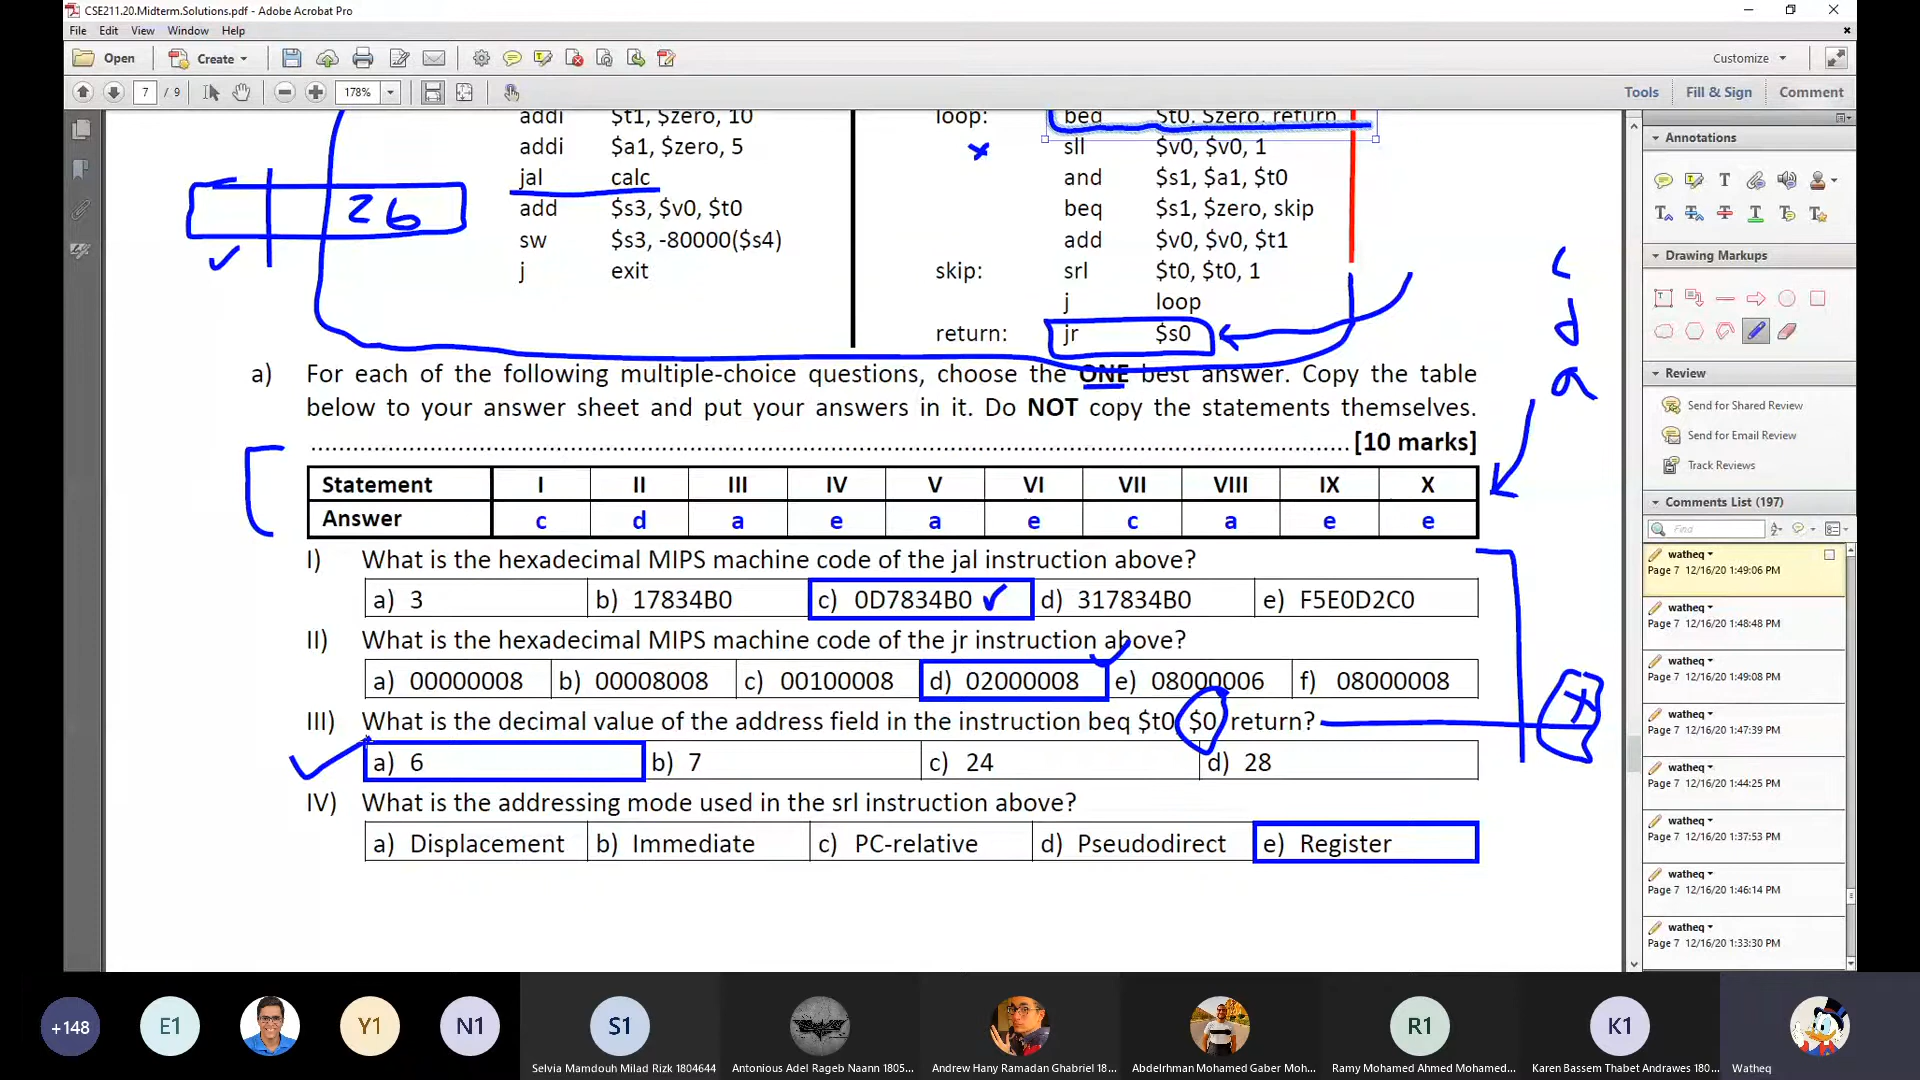 CSE211.20.Midterm.Solutions.pdf - Adobe Acrobat Pro
File Edit View Window Help
Open Create Customize
7 / 9 178% Tools Fill & Sign Comment
addi $t1, $zero, 10
addi $a1, $zero, 5
jal calc
add $s3, $v0, $t0
sw $s3, -80000($s4)
j exit
26
loop: beq $t0, $zero, return
sll $v0, $v0, 1
and $s1, $a1, $t0
beq $s1, $zero, skip
add $v0, $v0, $t1
skip: srl $t0, $t0, 1
j loop
return: jr $s0
c
d
a
a) For each of the following multiple-choice questions, choose the ONE best answer. Copy the table
below to your answer sheet and put your answers in it. Do NOT copy the statements themselves.
[10 marks]
Statement I II III IV V VI VII VIII IX X
Answer c d a e a e c a e e
I) What is the hexadecimal MIPS machine code of the jal instruction above?
a) 3 b) 17834B0 c) 0D7834B0 d) 317834B0 e) F5E0D2C0
II) What is the hexadecimal MIPS machine code of the jr instruction above?
a) 00000008 b) 00008008 c) 00100008 d) 02000008 e) 08000006 f) 08000008
III) What is the decimal value of the address field in the instruction beq $t0, $0, return?
a) 6 b) 7 c) 24 d) 28
IV) What is the addressing mode used in the srl instruction above?
a) Displacement b) Immediate c) PC-relative d) Pseudodirect e) Register
Annotations
Drawing Markups
Review
Send for Shared Review
Send for Email Review
Track Reviews
Comments List (197)
Find
watheq
Page 7 12/16/20 1:49:06 PM
watheq
Page 7 12/16/20 1:48:48 PM
watheq
Page 7 12/16/20 1:49:08 PM
watheq
Page 7 12/16/20 1:47:39 PM
watheq
Page 7 12/16/20 1:44:25 PM
watheq
Page 7 12/16/20 1:37:53 PM
watheq
Page 7 12/16/20 1:46:14 PM
watheq
Page 7 12/16/20 1:33:30 PM
+148 E1 Y1 N1 S1 R1 K1
Selvia Mamdouh Milad Rizk 1804644 Antonious Adel Rageb Naann 1805... Andrew Hany Ramadan Ghabriel 18... Abdelrhman Mohamed Gaber Moh... Ramy Mohamed Ahmed Mohamed... Karen Bassem Thabet Andrawes 180... Watheq